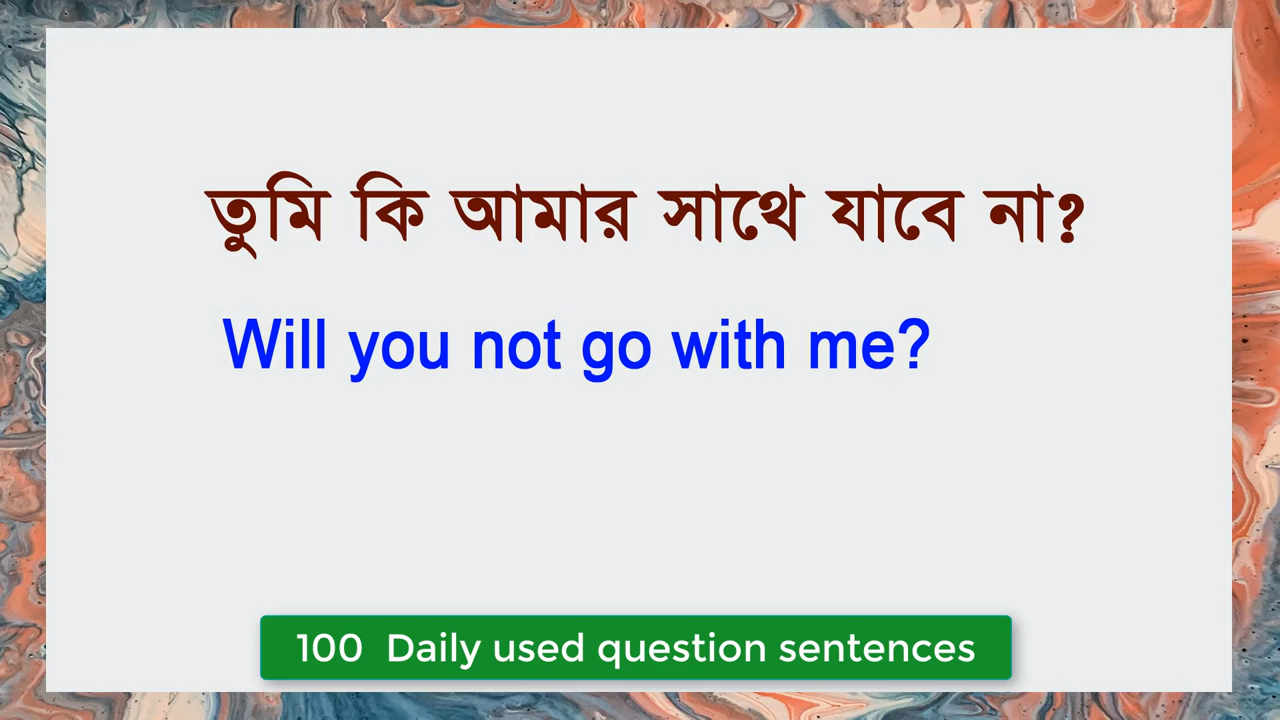 তুমি কি আমার সাথে যাবে না?
Will you not go with me?
100 Daily used question sentences